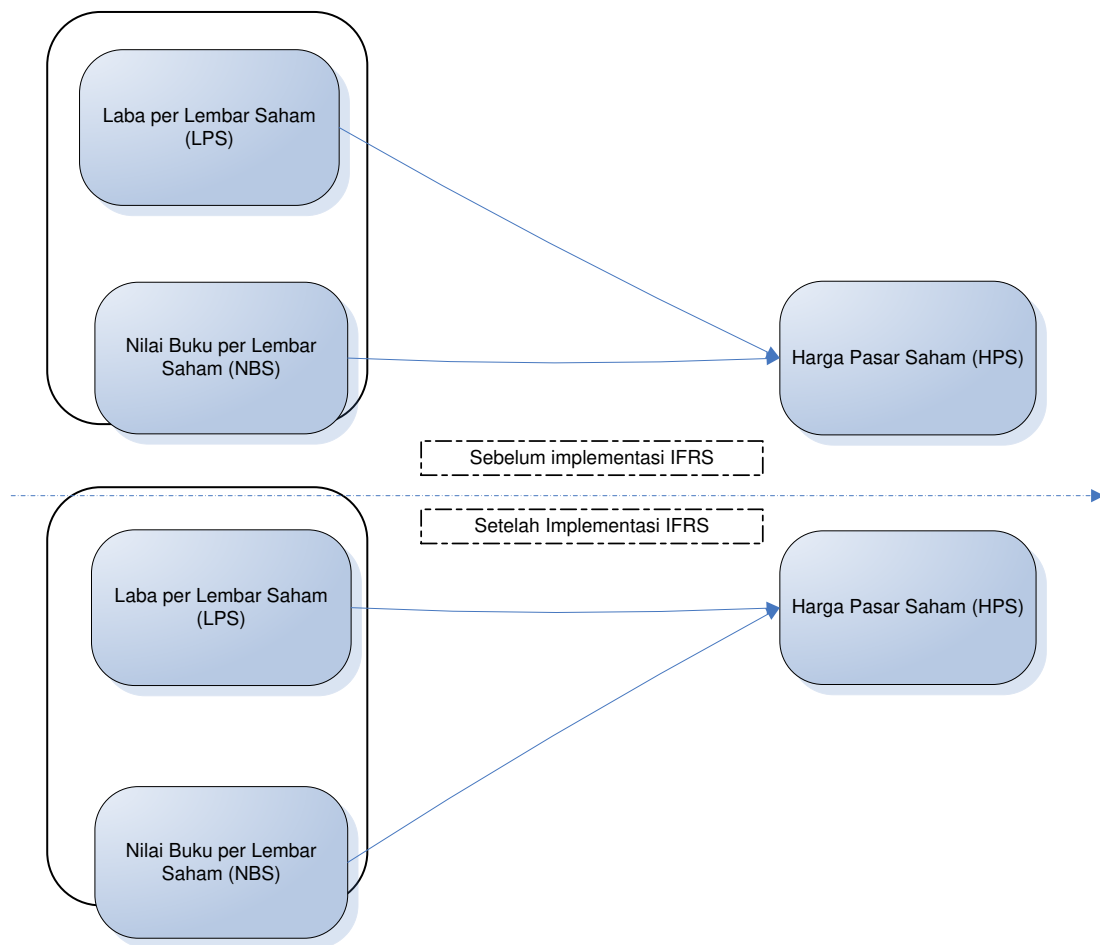 Laba per Lembar Saham
(LPS)
Nilai Buku per Lembar
Saham (NBS)
Harga Pasar Saham (HPS)
Sebelum implementasi IFRS
Setelah Implementasi IFRS
Laba per Lembar Saham
(LPS)
Harga Pasar Saham (HPS)
Nilai Buku per Lembar
Saham (NBS)